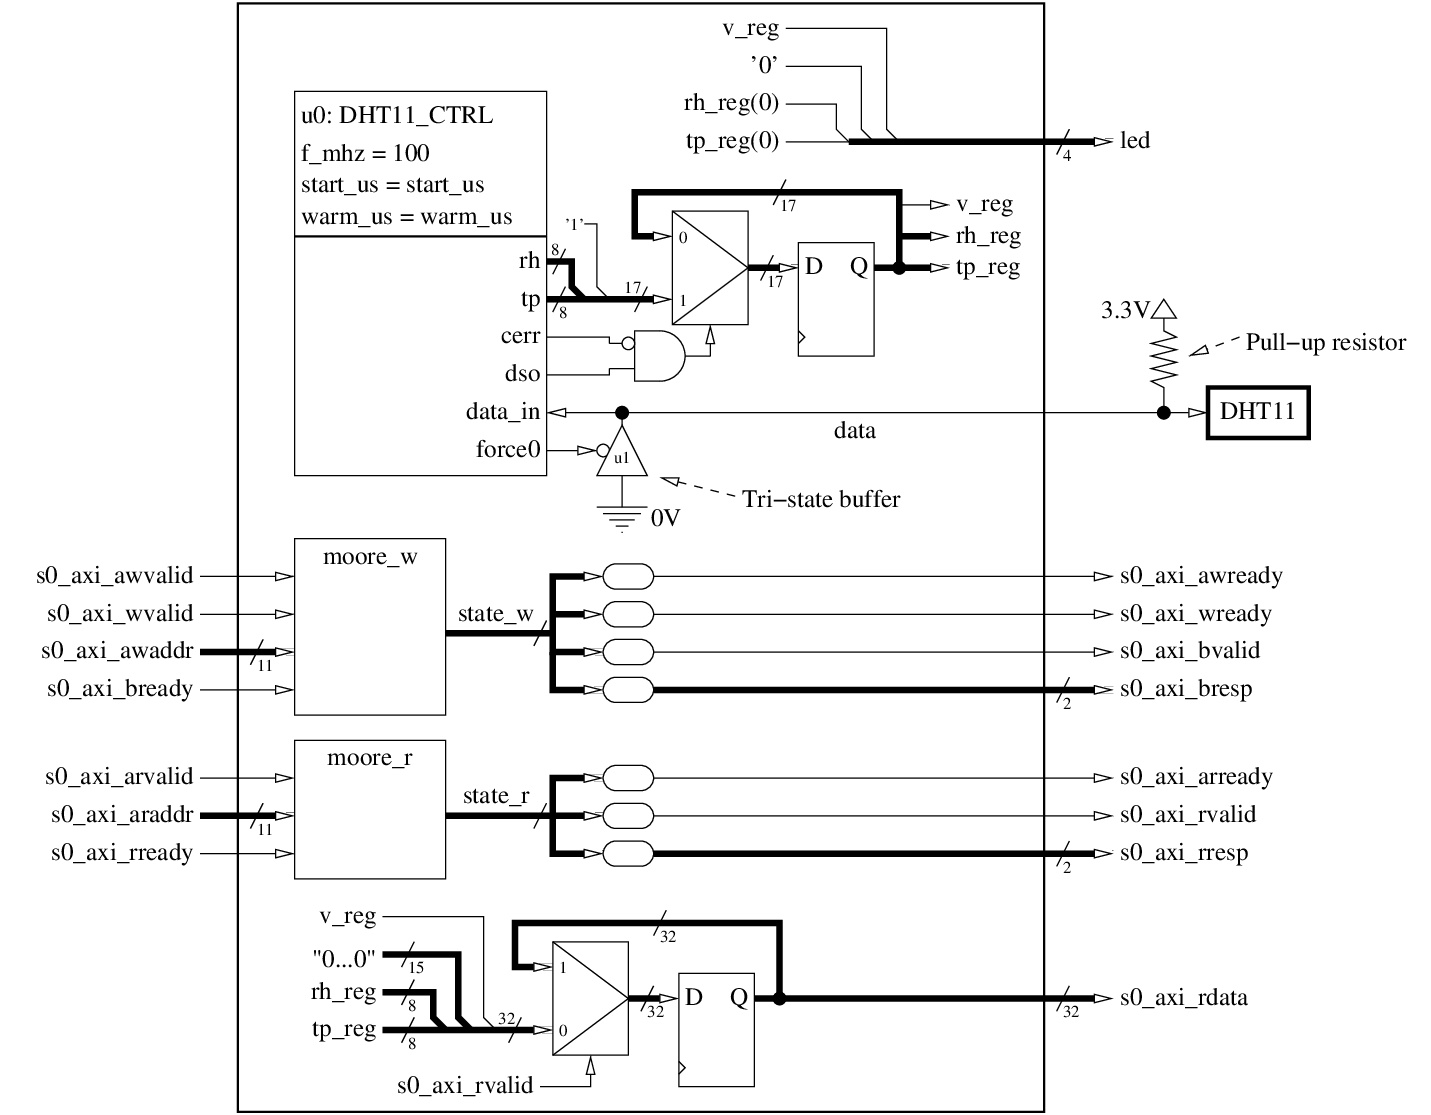 v_reg
'0'
rh_reg(0)
tp_reg(0)
4
led
u0: DHT11_CTRL
f_mhz = 100
start_us = start_us
warm_us = warm_us
rh
8
'1'
tp
8
17
cerr
dso
data_in
force0
17
0
1
17
D Q
v_reg
rh_reg
tp_reg
3.3V
Pull−up resistor
DHT11
data
u1
Tri−state buffer
0V
s0_axi_awvalid
s0_axi_wvalid
s0_axi_awaddr
11
s0_axi_bready
moore_w
state_w
s0_axi_awready
s0_axi_wready
s0_axi_bvalid
2
s0_axi_bresp
s0_axi_arvalid
s0_axi_araddr
11
s0_axi_rready
moore_r
state_r
s0_axi_arready
s0_axi_rvalid
2
s0_axi_rresp
v_reg
"0...0"
15
rh_reg
8
tp_reg
8
32
32
1
0
s0_axi_rvalid
32
D Q
32
s0_axi_rdata